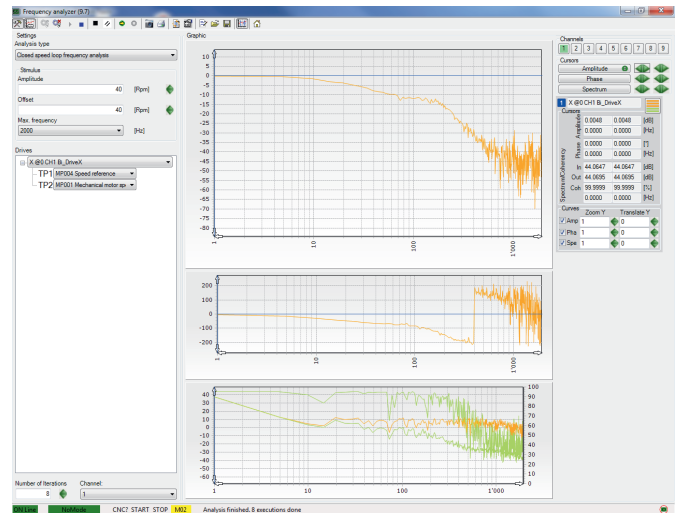 Frequency analyzer (9.7)
Settings
Analysis type
Closed speed loop frequency analysis
Stimulus
Amplitude
40 [Rpm]
Offset
40 [Rpm]
Max. frequency
2000 [Hz]
Drives
X @0 CH1 Bi_DriveX
TP1 MP004 Speed reference
TP2 MF001 Mechanical motor spe
Number of Iterations
8
Channel:
1
Graphic
10
5
0
-5
-10
-15
-20
-25
-30
-35
-40
-45
-50
-55
-60
-65
-70
-75
-80
1 10 100 1'000
200
100
0
-100
-200
1 10 100 1'000
40
30
20
10
0
-10
-20
-30
-40
-50
-60
100
90
80
70
60
50
40
30
20
10
0
1 10 100 1'000
Channels
1 2 3 4 5 6 7 8 9
Cursors
Amplitude
Phase
Spectrum
1 X @0 CH1 Bi_DriveX
Cursors
Amplitude
0.0048 0.0048 [dB]
0.0000 0.0000 [Hz]
Phase
0.0000 0.0000 [°]
0.0000 0.0000 [Hz]
Spectrum/Coherency
In 44.0647 44.0647 [dB]
Out 44.0695 44.0695 [dB]
Coh 99.9999 99.9999 [%]
0.0000 0.0000 [Hz]
Curves Zoom Y Translate Y
Amp 1 0
Pha 1 0
Spe 1 0
ON Line NoMode CNC? START STOP M02 Analysis finished. 8 executions done